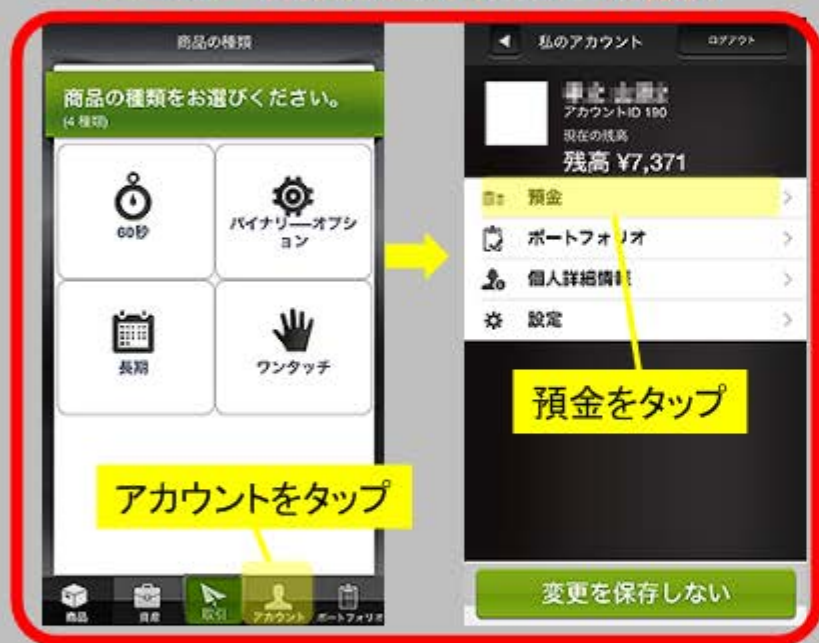 商品の種類
商品の種類をお選びください。
(4 種類)
60秒
バイナリ―オプシ
ョン
長期
ワンタッチ
アカウントをタップ
商品
資産
取引
アカウント
ポートフォリオ
私のアカウント
ログアウト
アカウントID 190
現在の残高
残高 ¥7,371
預金
ポートフォリオ
個人詳細情報
設定
預金をタップ
変更を保存しない